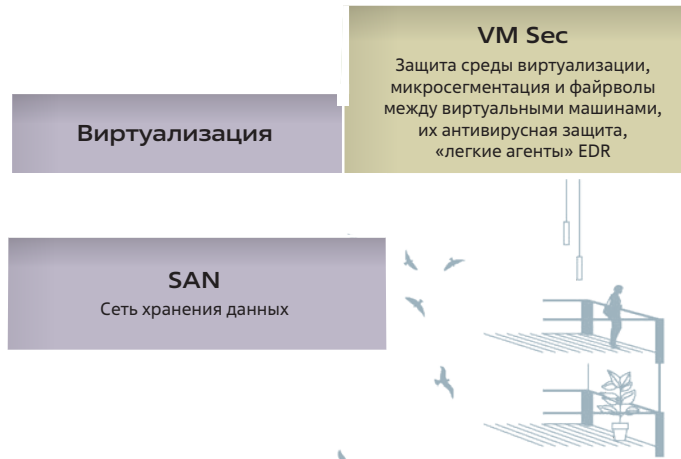 VM Sec
Защита среды виртуализации,
микросегментация и файрволы
между виртуальными машинами,
их антивирусная защита,
«легкие агенты» EDR
Виртуализация
SAN
Сеть хранения данных